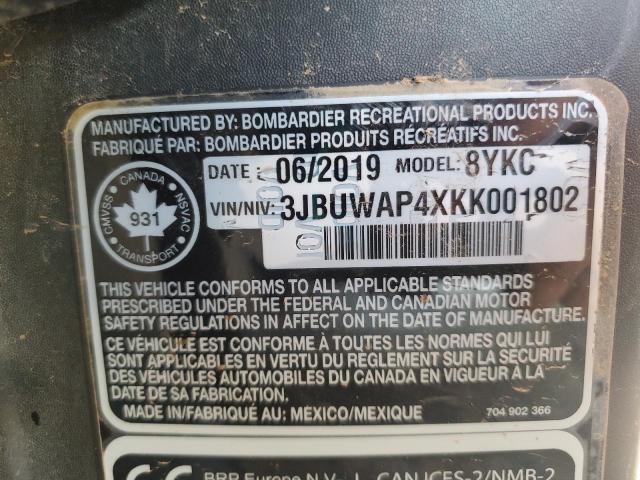 MANUFACTURED BY: BOMBARDIER RECREATIONAL PRODUCTS INC.
FABRIQUÉ PAR: BOMBARDIER PRODUITS RÉCRÉATIFS INC.
DATE: 06/2019 MODEL: 8YKC
VIN/NIV: 3JBUWAP4XKK001802
CANADA
CMVSS
NSVAC
931
TRANSPORT
THIS VEHICLE CONFORMS TO ALL APPLICABLE STANDARDS
PRESCRIBED UNDER THE FEDERAL AND CANADIAN MOTOR
SAFETY REGULATIONS IN AFFECT ON THE DATE OF MANUFACTURE.
CE VÉHICULE EST CONFORME À TOUTES LES NORMES QUI LUI
SONT APPLICABLES EN VERTU DU RÈGLEMENT SUR LA SÉCURITÉ
DES VÉHICULES AUTOMOBILES DU CANADA EN VIGUEUR À LA
DATE DE SA FABRICATION.
MADE IN/FABRIQUÉ AU: MÉXICO/MEXIQUE 704 902 366
CE BRP Europe N.V. CAN ICES-2/NMB-2